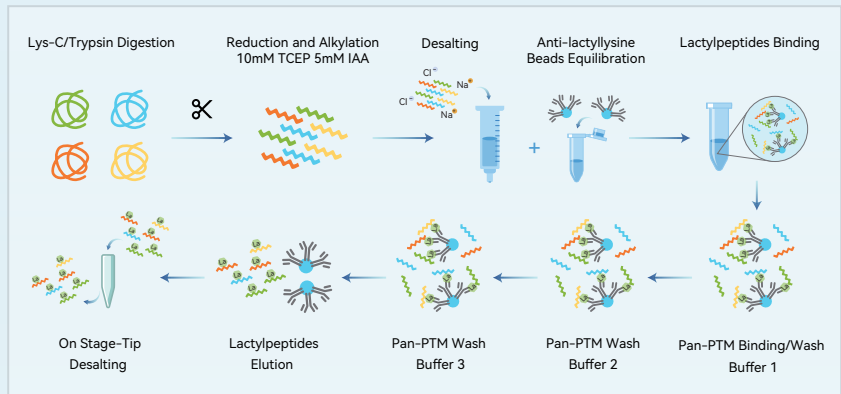 Lys-C/Trypsin Digestion
Reduction and Alkylation
10mM TCEP 5mM IAA
Desalting
Anti-lactyllysine
Beads Equilibration
Lactylpeptides Binding
Cl⁻
Na⁺
Cl⁻
Na⁺
+
On Stage-Tip
Desalting
Lactylpeptides
Elution
Pan-PTM Wash
Buffer 3
Pan-PTM Wash
Buffer 2
Pan-PTM Binding/Wash
Buffer 1